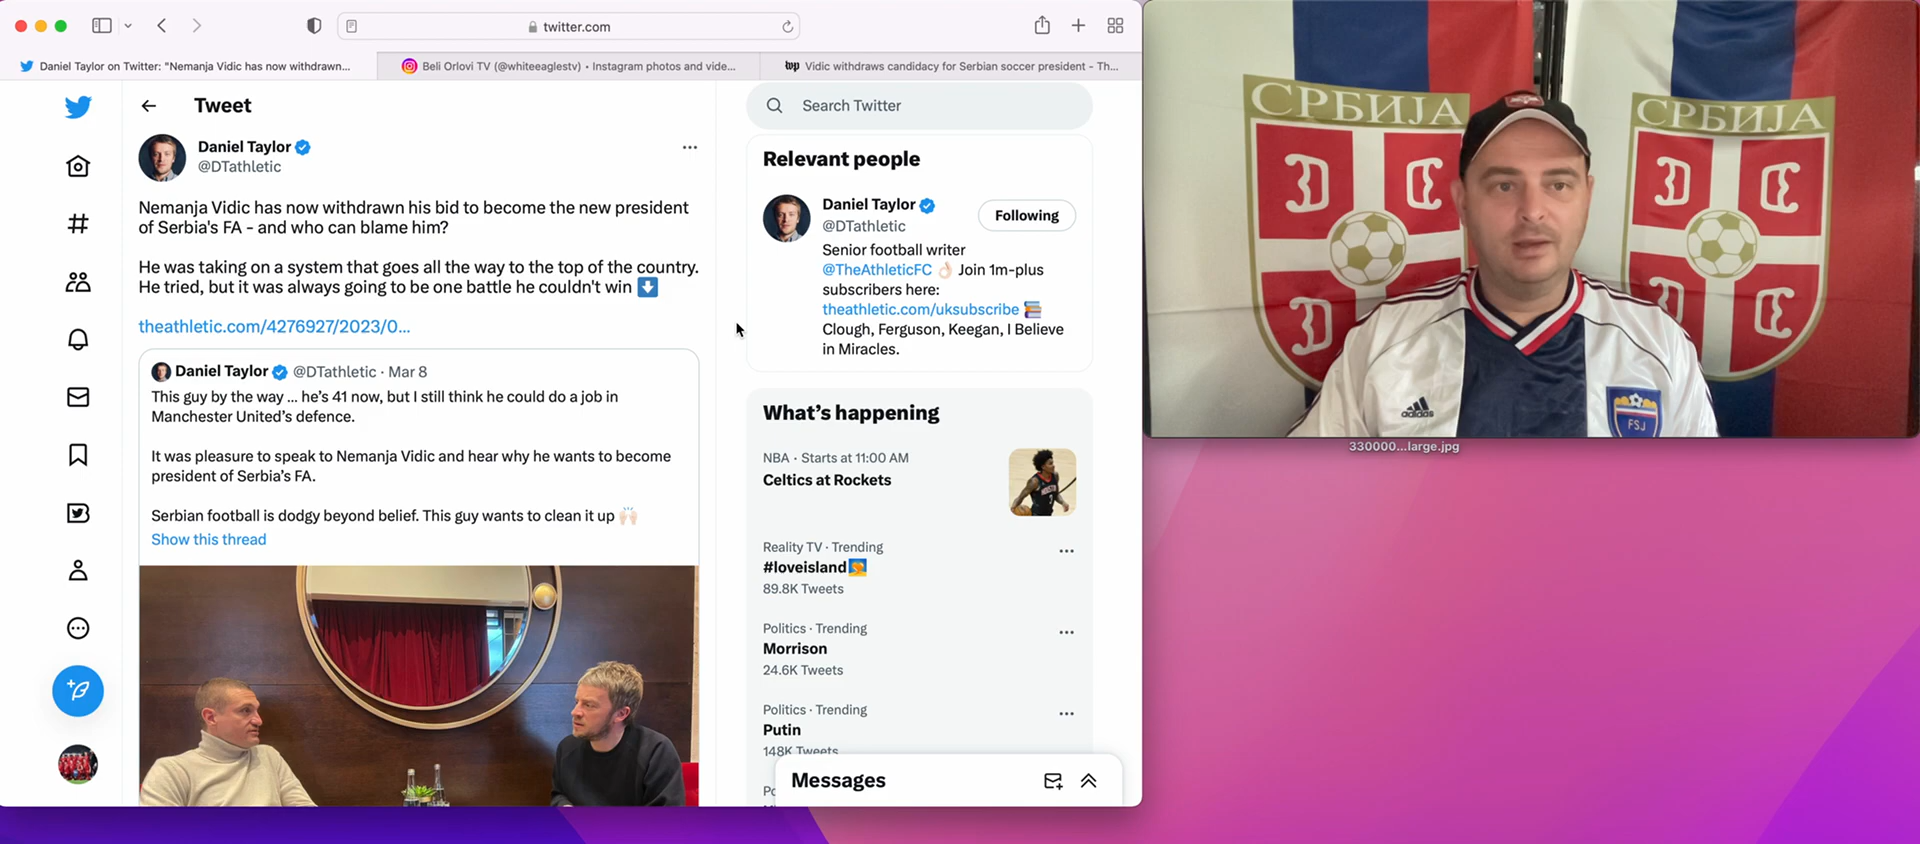 twitter.com
Daniel Taylor on Twitter: "Nemanja Vidic has now withdrawn...
Beli Orlovi TV (@whiteeaglestv) • Instagram photos and vide...
wp Vidic withdraws candidacy for Serbian soccer president - Th...
Tweet
Daniel Taylor
@DTathletic
Nemanja Vidic has now withdrawn his bid to become the new president
of Serbia's FA - and who can blame him?
He was taking on a system that goes all the way to the top of the country.
He tried, but it was always going to be one battle he couldn't win ⬇️
theathletic.com/4276927/2023/0...
Daniel Taylor @DTathletic · Mar 8
This guy by the way ... he's 41 now, but I still think he could do a job in
Manchester United's defence.
It was pleasure to speak to Nemanja Vidic and hear why he wants to become
president of Serbia's FA.
Serbian football is dodgy beyond belief. This guy wants to clean it up 🙌🏻
Show this thread
Search Twitter
Relevant people
Daniel Taylor
@DTathletic
Following
Senior football writer
@TheAthleticFC 👌🏻 Join 1m-plus
subscribers here:
theathletic.com/uksubscribe 📚
Clough, Ferguson, Keegan, I Believe
in Miracles.
What's happening
NBA · Starts at 11:00 AM
Celtics at Rockets
Reality TV · Trending
#loveisland
89.8K Tweets
Politics · Trending
Morrison
24.6K Tweets
Politics · Trending
Putin
148K Tweets
Messages
СРБИЈА
СРБИЈА
adidas
FSJ
330000...large.jpg